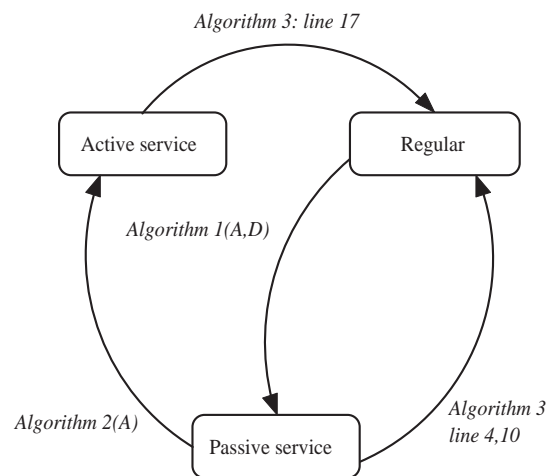 Algorithm 3: line 17
Active service
Regular
Algorithm 1(A,D)
Algorithm 2(A)
Algorithm 3
line 4,10
Passive service